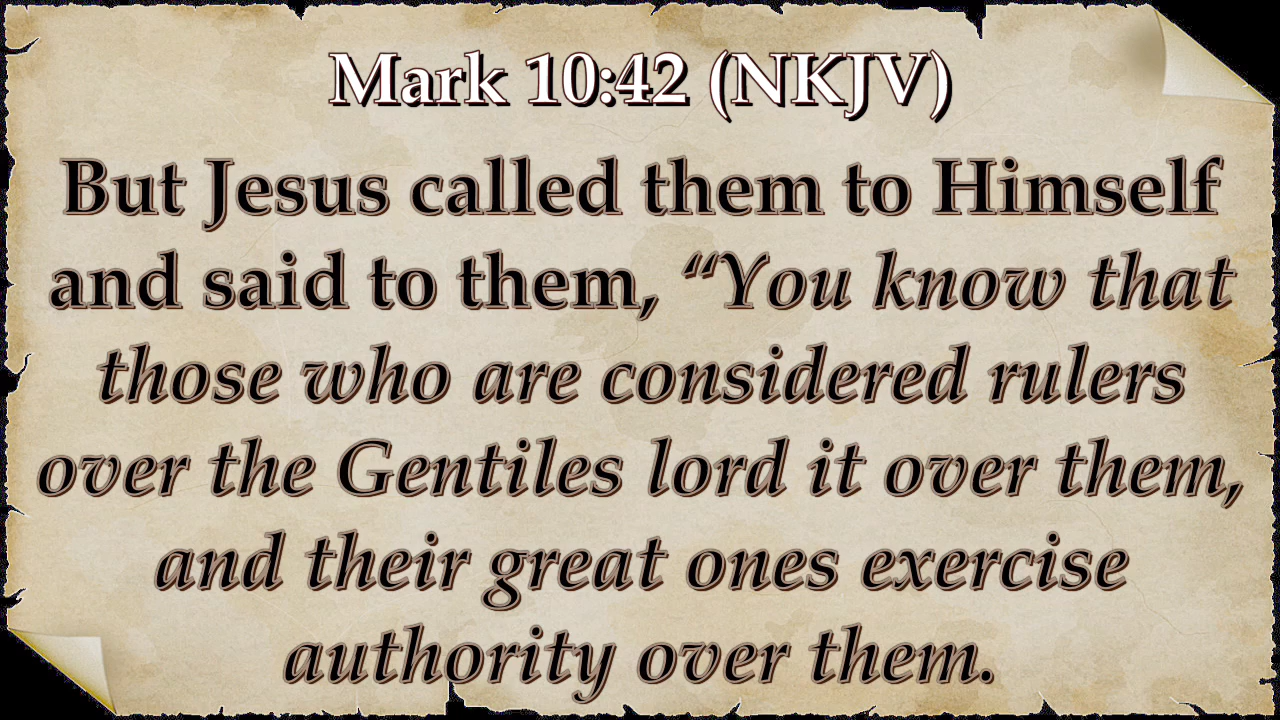 Mark 10:42 (NKJV)
But Jesus called them to Himself
and said to them, “You know that
those who are considered rulers
over the Gentiles lord it over them,
and their great ones exercise
authority over them.